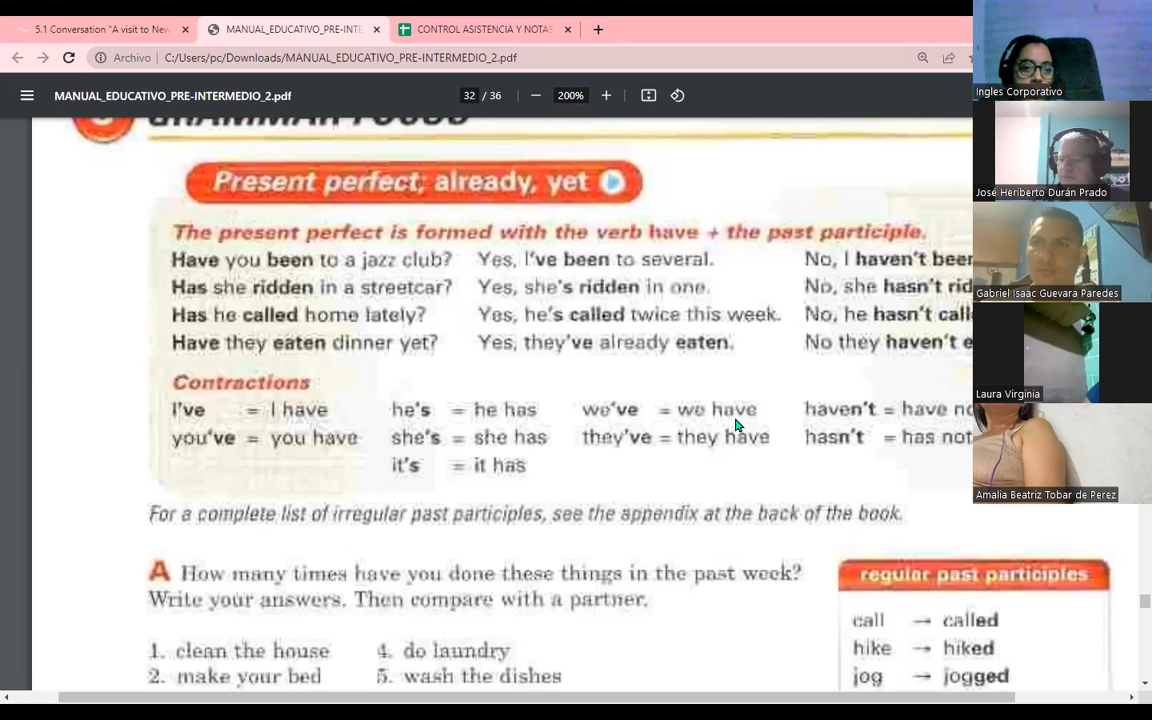 5.1 Conversation "A visit to New
MANUAL_EDUCATIVO_PRE-INTE
CONTROL ASISTENCIA Y NOTAS
Archivo C:/Users/pc/Downloads/MANUAL_EDUCATIVO_PRE-INTERMEDIO_2.pdf
MANUAL_EDUCATIVO_PRE-INTERMEDIO_2.pdf 32 / 36 200%
GRAMMAR FOCUS
Present perfect; already, yet
The present perfect is formed with the verb have + the past participle.
Have you been to a jazz club? Yes, I've been to several. No, I haven't been
Has she ridden in a streetcar? Yes, she's ridden in one. No, she hasn't rid
Has he called home lately? Yes, he's called twice this week. No, he hasn't call
Have they eaten dinner yet? Yes, they've already eaten. No they haven't e
Contractions
I've = I have he's = he has we've = we have haven't = have no
you've = you have she's = she has they've = they have hasn't = has not
it's = it has
For a complete list of irregular past participles, see the appendix at the back of the book.
A How many times have you done these things in the past week?
Write your answers. Then compare with a partner.
1. clean the house 4. do laundry
2. make your bed 5. wash the dishes
regular past participles
call → called
hike → hiked
jog → jogged
Ingles Corporativo
José Heriberto Durán Prado
Gabriel Isaac Guevara Paredes
Laura Virginia
Amalia Beatriz Tobar de Perez